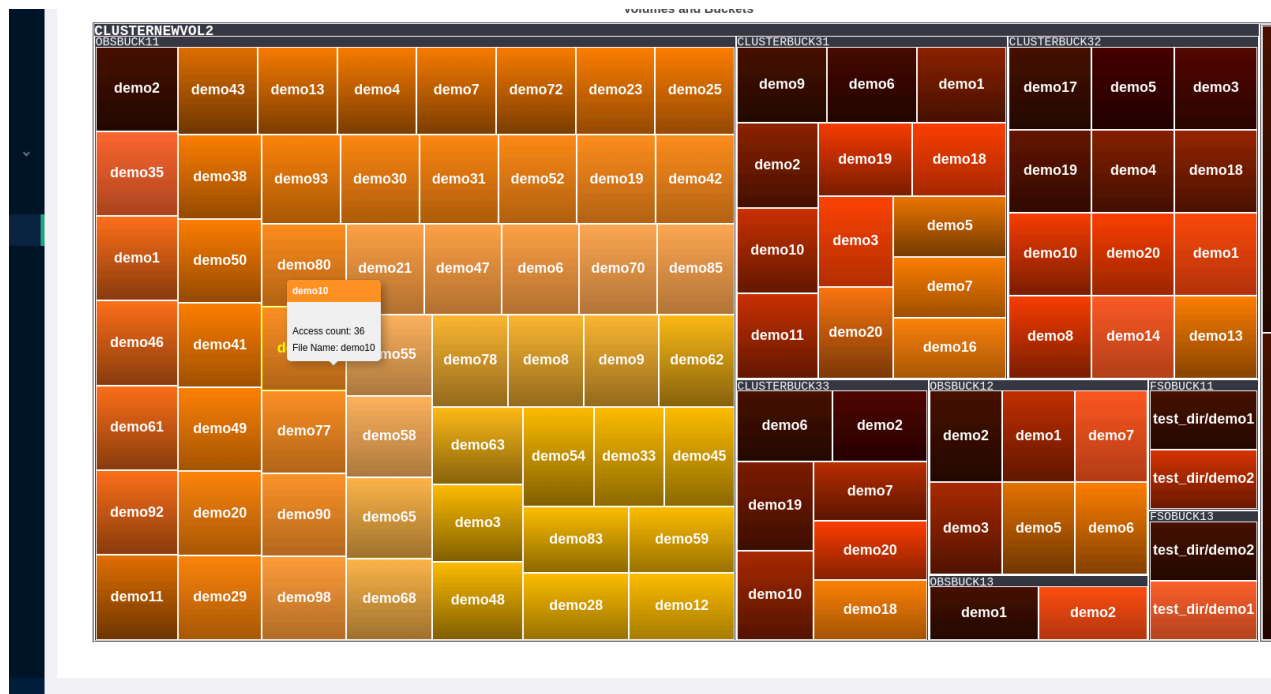 Volumes and Buckets
CLUSTERNEWVOL2
OBSBUCK11
demo2
demo43
demo13
demo4
demo7
demo72
demo23
demo25
demo35
demo38
demo93
demo30
demo31
demo52
demo19
demo42
demo1
demo50
demo80
demo21
demo47
demo6
demo70
demo85
demo10
Access count: 36
File Name: demo10
demo46
demo41
mo55
demo78
demo8
demo9
demo62
demo61
demo49
demo77
demo58
demo63
demo54
demo33
demo45
demo92
demo20
demo90
demo65
demo3
demo83
demo59
demo11
demo29
demo98
demo68
demo48
demo28
demo12
CLUSTERBUCK31
demo9
demo6
demo1
demo2
demo19
demo18
demo10
demo3
demo5
demo7
demo11
demo20
demo16
CLUSTERBUCK32
demo17
demo5
demo3
demo19
demo4
demo18
demo10
demo20
demo1
demo8
demo14
demo13
CLUSTERBUCK33
demo6
demo2
demo19
demo7
demo20
demo10
demo18
OBSBUCK12
demo2
demo1
demo7
demo3
demo5
demo6
OBSBUCK13
demo1
demo2
FSOBUCK11
test_dir/demo1
test_dir/demo2
FSOBUCK13
test_dir/demo2
test_dir/demo1